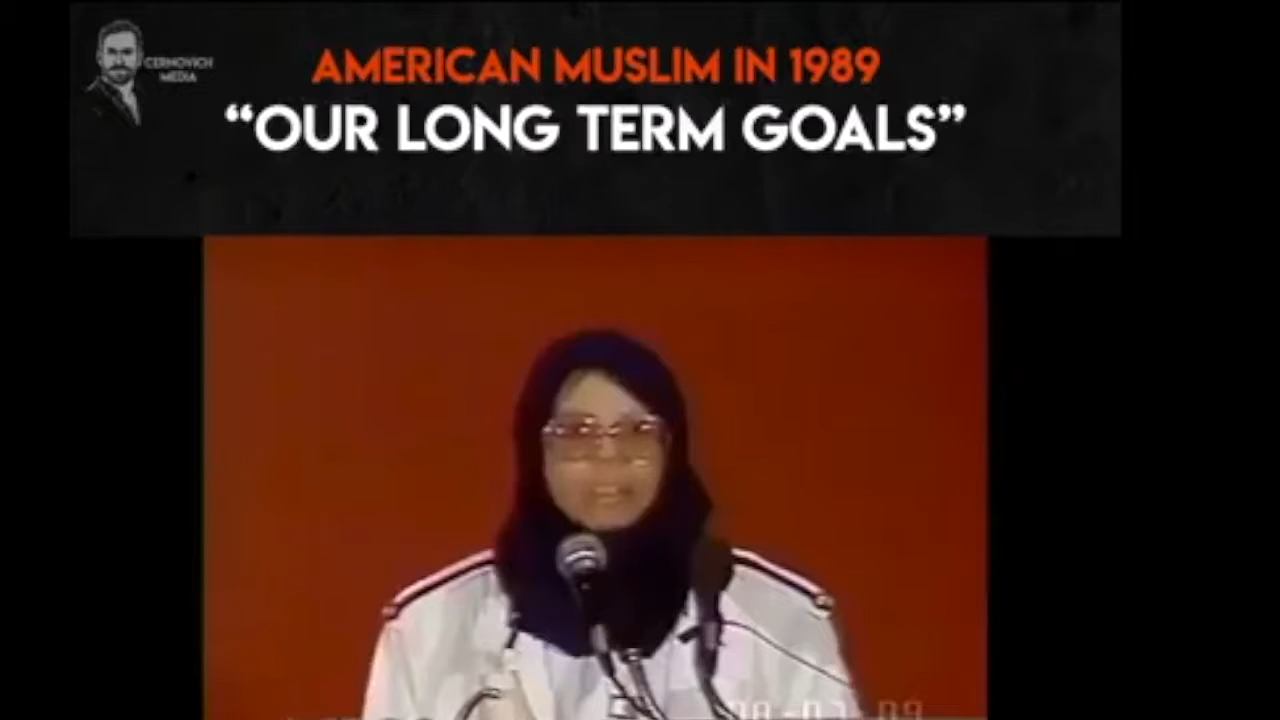 CERNOVICH
MEDIA
AMERICAN MUSLIM IN 1989
“OUR LONG TERM GOALS”